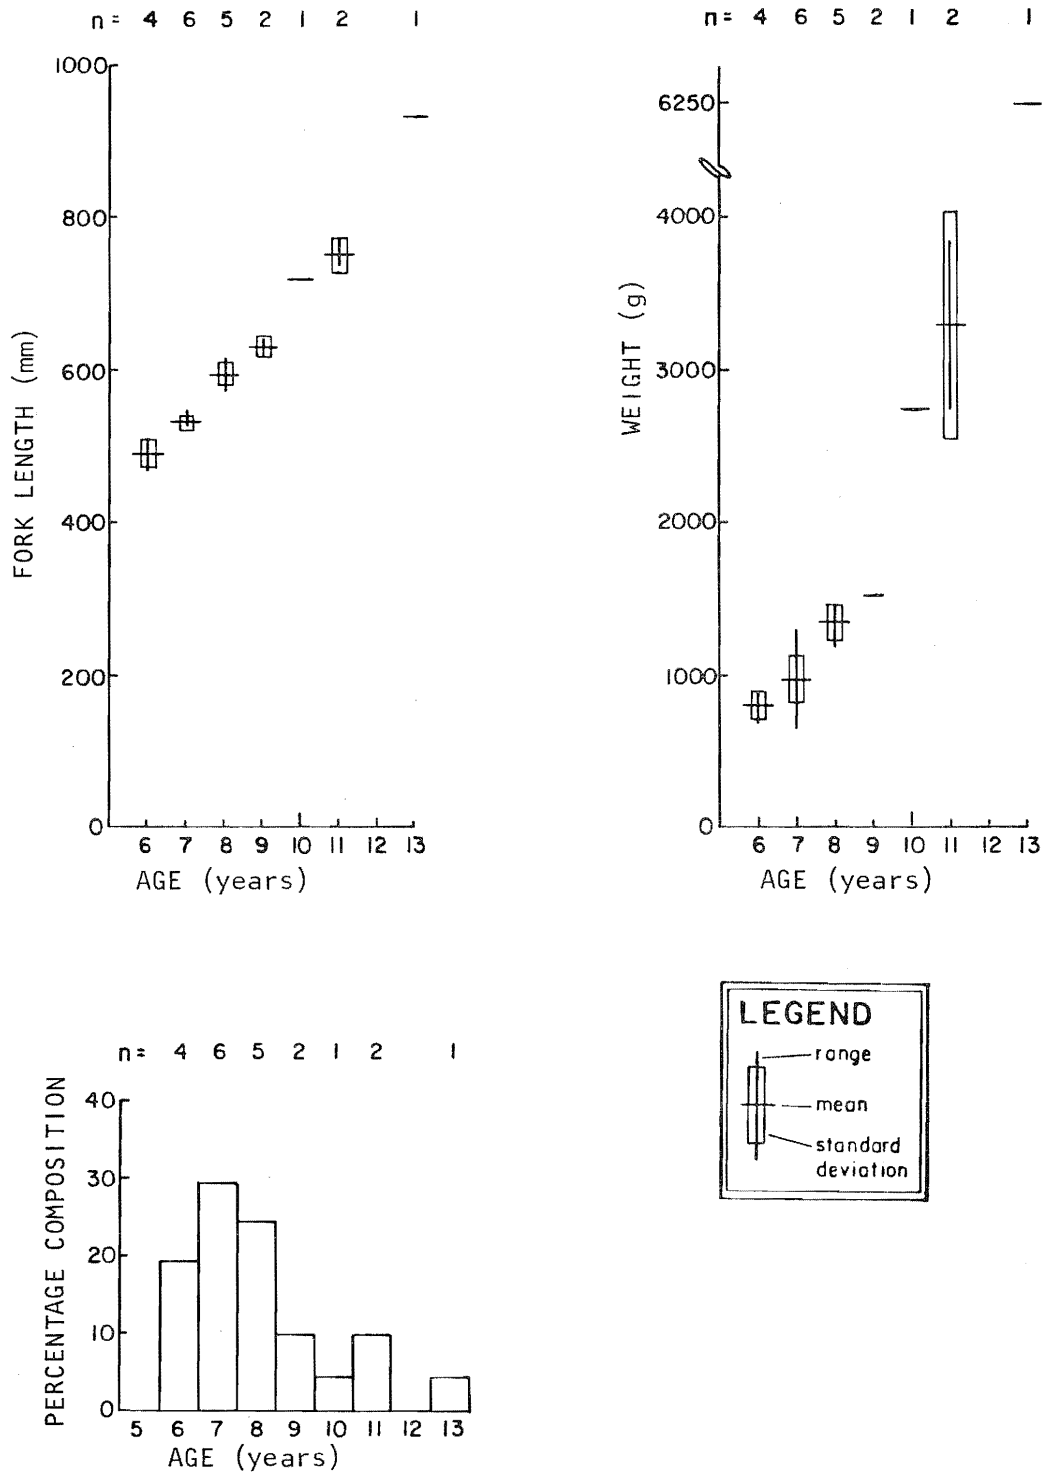 n= 4 6 5 2 1 2 1
1000
800
600
400
200
0
FORK LENGTH (mm)
6 7 8 9 10 11 12 13
AGE (years)
n= 4 6 5 2 1 2 1
6250
4000
3000
2000
1000
0
WEIGHT (g)
6 7 8 9 10 11 12 13
AGE (years)
n= 4 6 5 2 1 2 1
40
30
20
10
0
PERCENTAGE COMPOSITION
5 6 7 8 9 10 11 12 13
AGE (years)
LEGEND
range
mean
standard
deviation